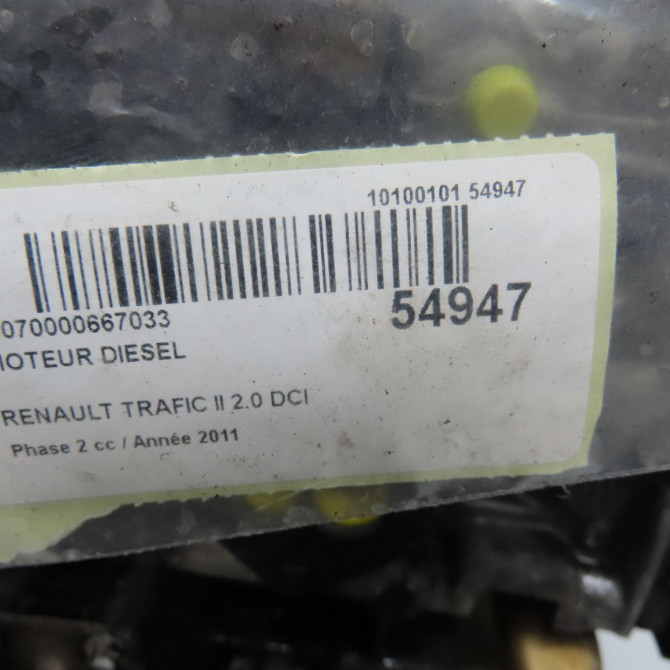 10100101 54947
070000667033
54947
MOTEUR DIESEL
RENAULT TRAFIC II 2.0 DCI
Phase 2 cc / Année 2011